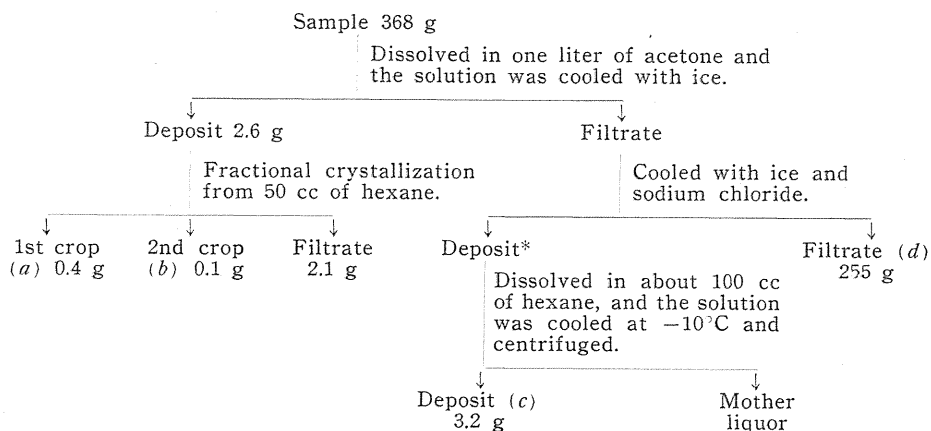 Sample 368 g
Dissolved in one liter of acetone and
the solution was cooled with ice.
Deposit 2.6 g
Filtrate
Fractional crystallization
from 50 cc of hexane.
Cooled with ice and
sodium chloride.
1st crop
(a) 0.4 g
2nd crop
(b) 0.1 g
Filtrate
2.1 g
Deposit*
Filtrate (d)
255 g
Dissolved in about 100 cc
of hexane, and the solution
was cooled at −10°C and
centrifuged.
Deposit (c)
3.2 g
Mother
liquor